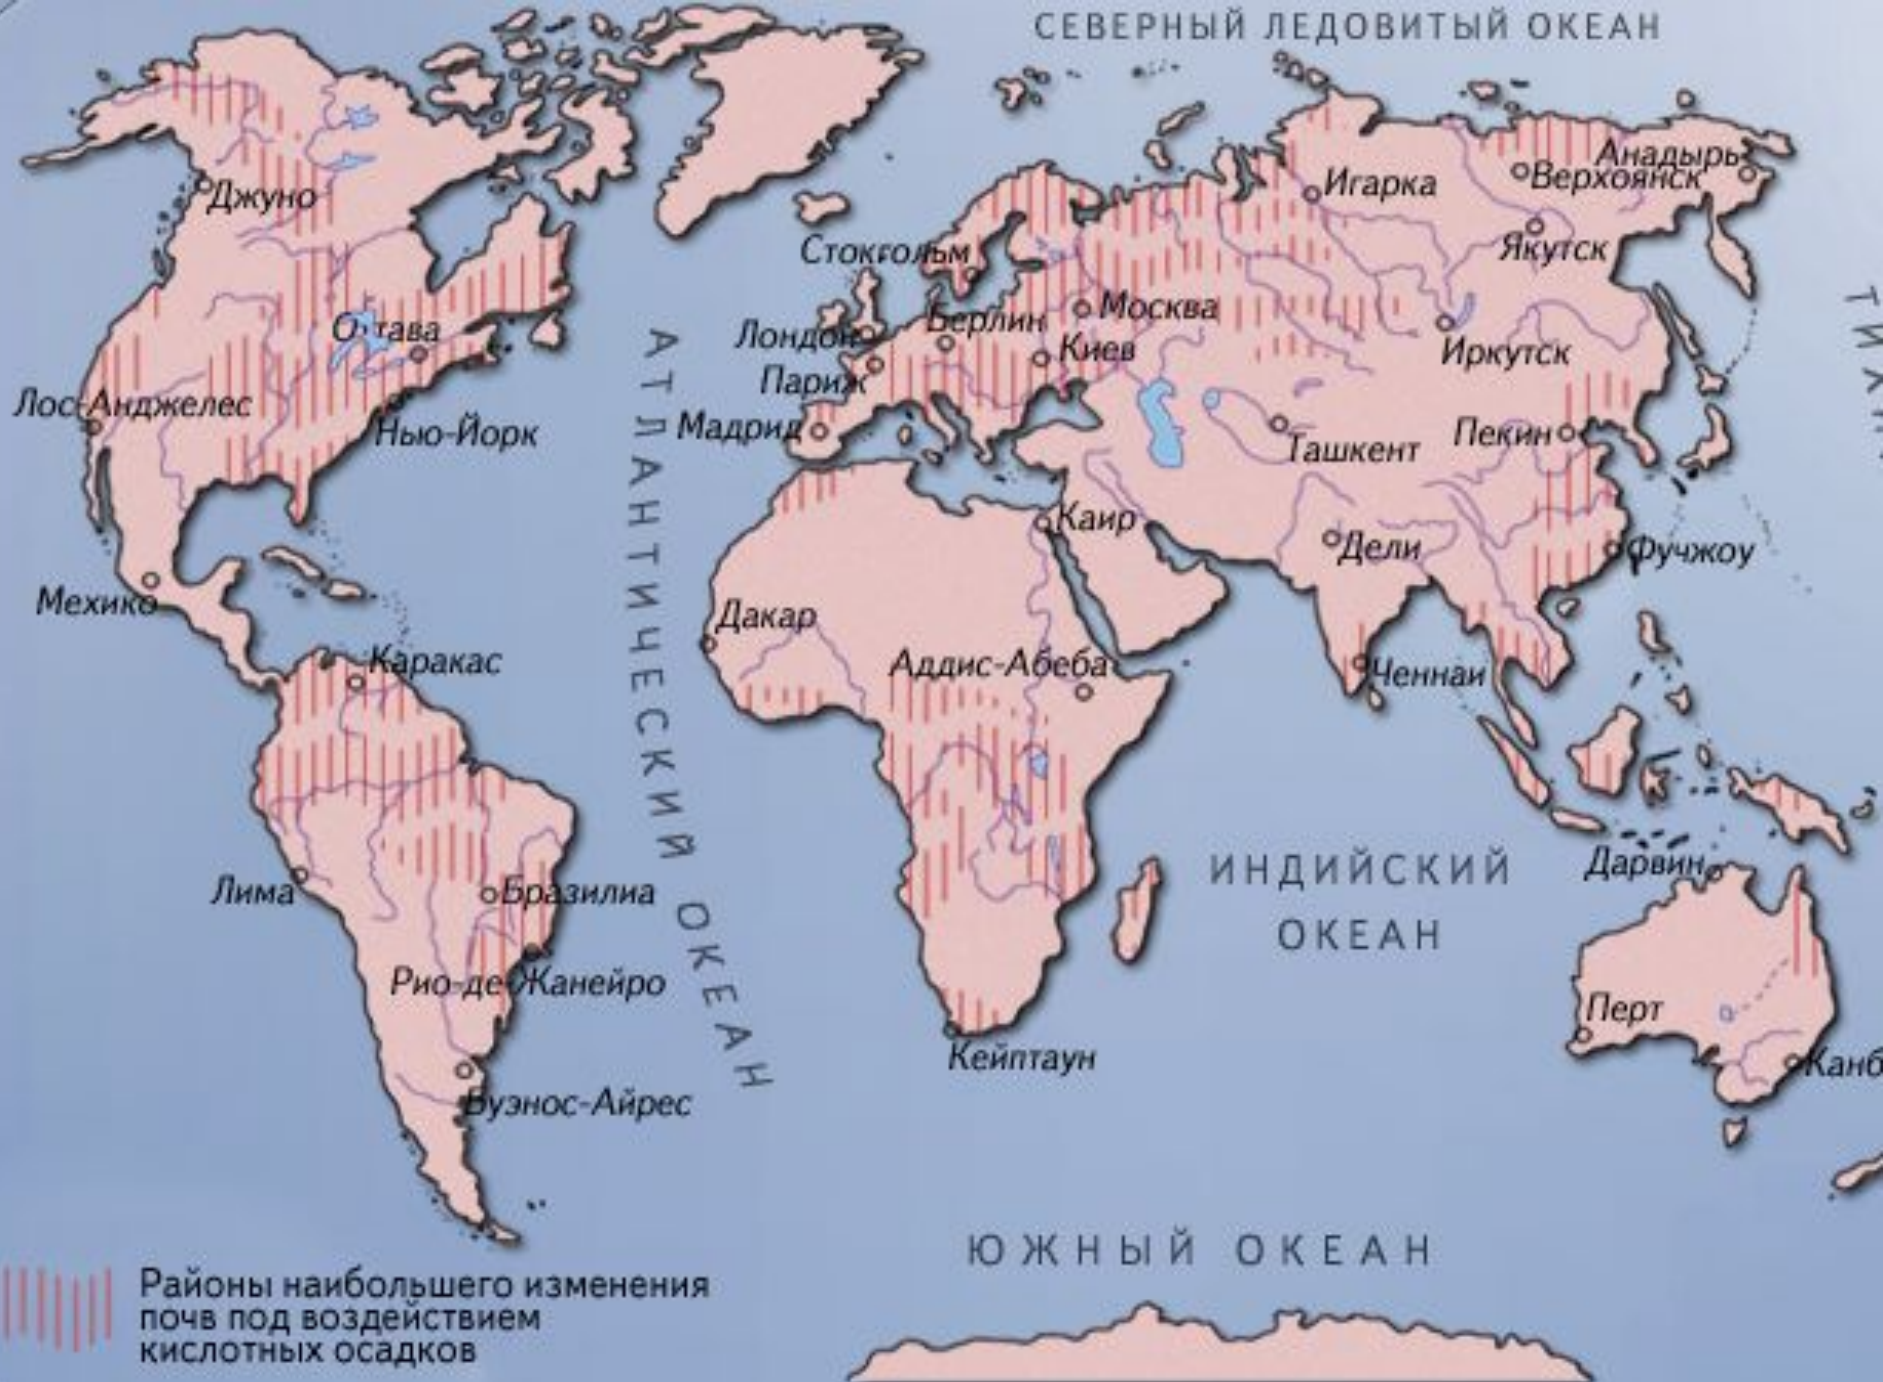 СЕВЕРНЫЙ ЛЕДОВИТЫЙ ОКЕАН
Анадырь
Верхоянск
Игарка
Джуно
Якутск
Стокгольм
Москва
Берлин
Оттава
Лондон
Киев
Иркутск
Париж
Лос-Анджелес
Нью-Йорк
Мадрид
Ташкент
Пекин
АТЛАНТИЧЕСКИЙ ОКЕАН
Каир
Дели
Фучжоу
Мехико
Дакар
Каракас
Аддис-Абеба
Ченнаи
ИНДИЙСКИЙ
ОКЕАН
Дарвин
Лима
Бразилиа
Рио-де-Жанейро
Перт
Кейптаун
Канб
Буэнос-Айрес
ЮЖНЫЙ ОКЕАН
Районы наибольшего изменения
почв под воздействием
кислотных осадков